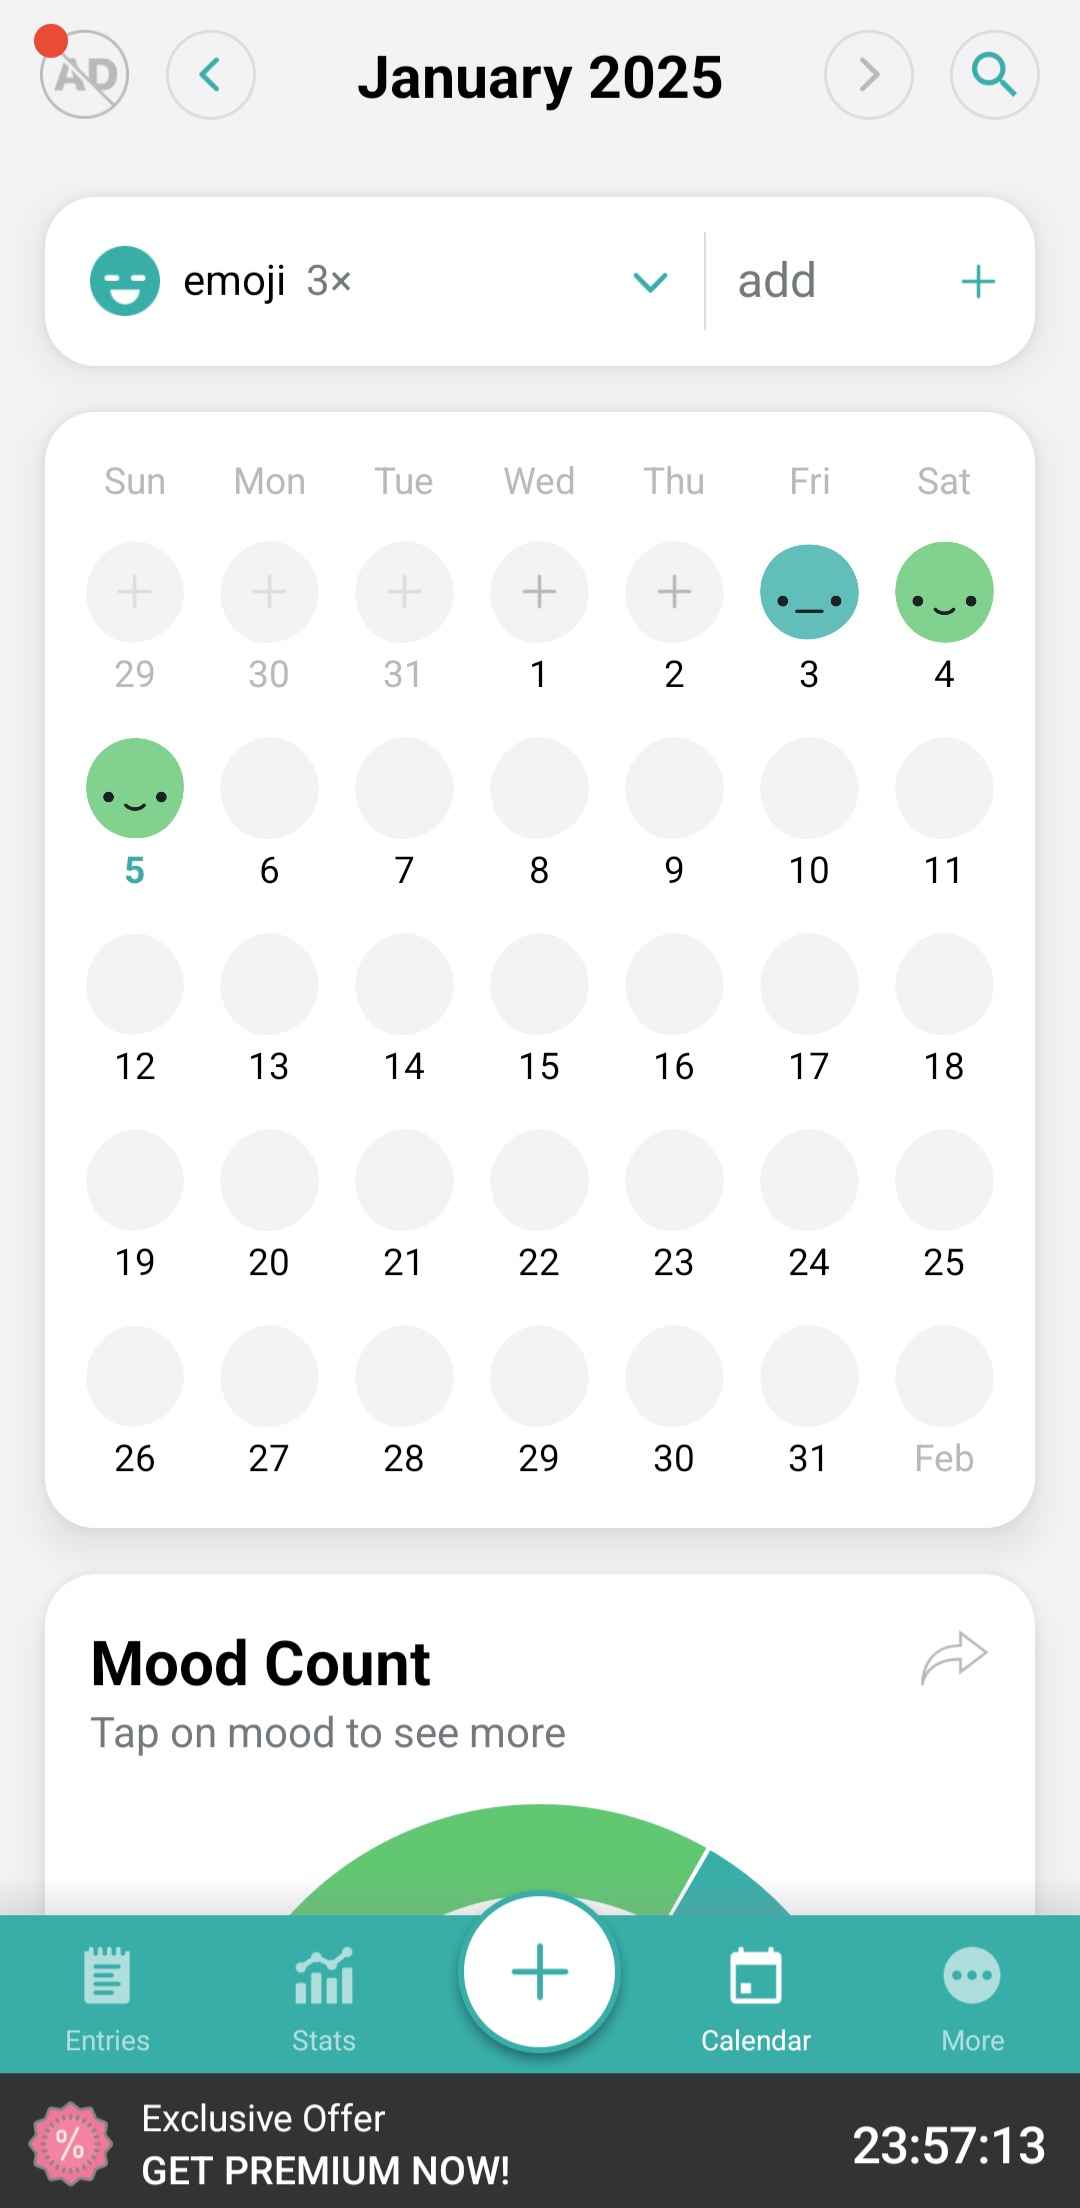 AD
January 2025
emoji 3×
add
Sun Mon Tue Wed Thu Fri Sat
29 30 31 1 2 3 4
5 6 7 8 9 10 11
12 13 14 15 16 17 18
19 20 21 22 23 24 25
26 27 28 29 30 31 Feb
Mood Count
Tap on mood to see more
Entries Stats Calendar More
%
Exclusive Offer
GET PREMIUM NOW!
23:57:13